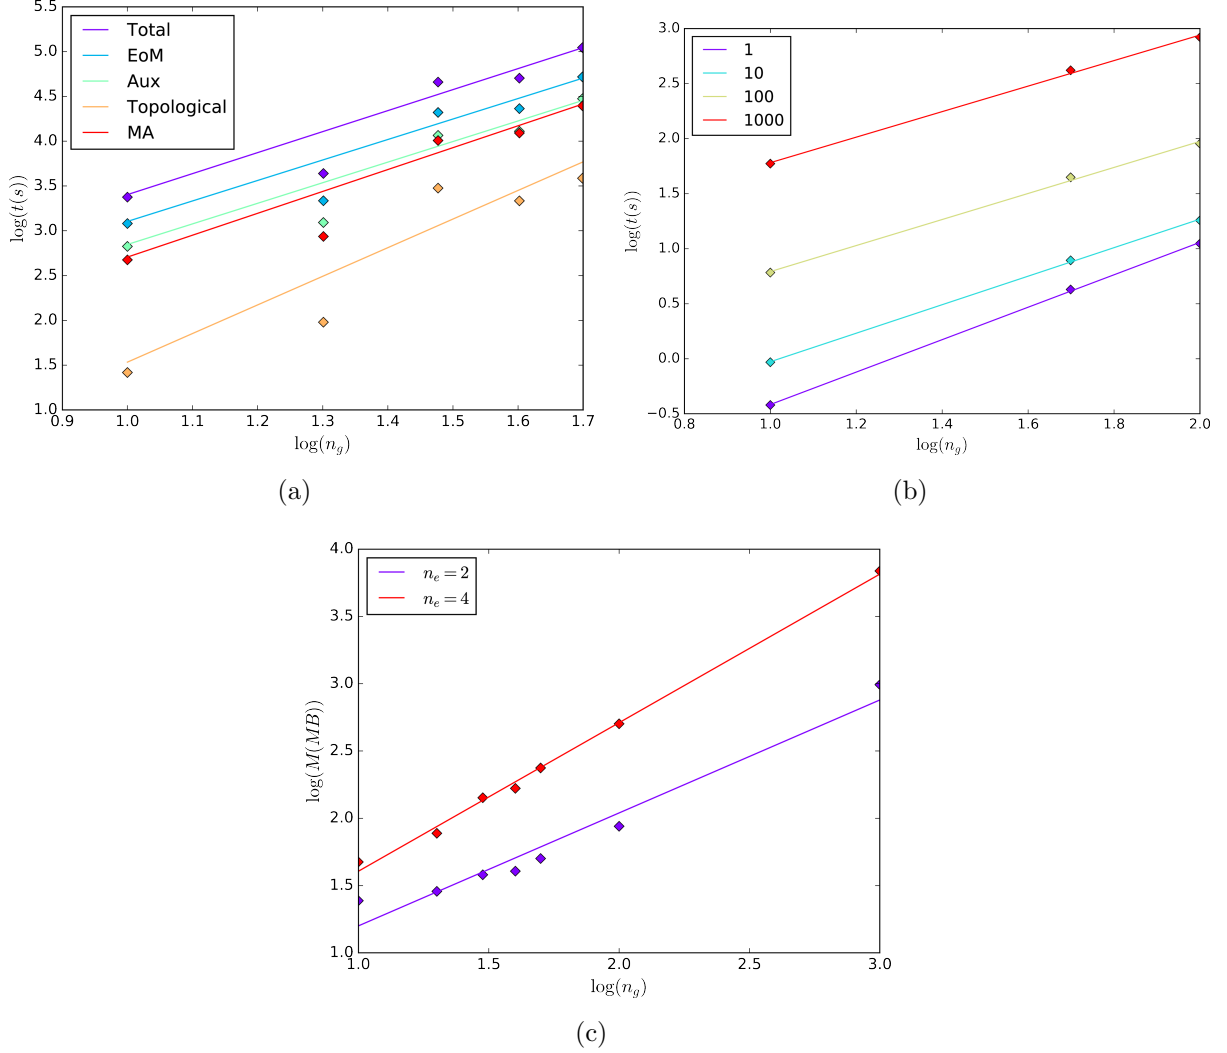 5.5
5.0
4.5
4.0
3.5
3.0
2.5
2.0
1.5
1.0
log(t(s))
Total
EoM
Aux
Topological
MA
0.9 1.0 1.1 1.2 1.3 1.4 1.5 1.6 1.7
log(n_g)
(a)
3.0
2.5
2.0
1.5
1.0
0.5
0.0
−0.5
log(t(s))
1
10
100
1000
0.8 1.0 1.2 1.4 1.6 1.8 2.0
log(n_g)
(b)
4.0
3.5
3.0
2.5
2.0
1.5
1.0
log(M(MB))
n_e = 2
n_e = 4
1.0 1.5 2.0 2.5 3.0
log(n_g)
(c)